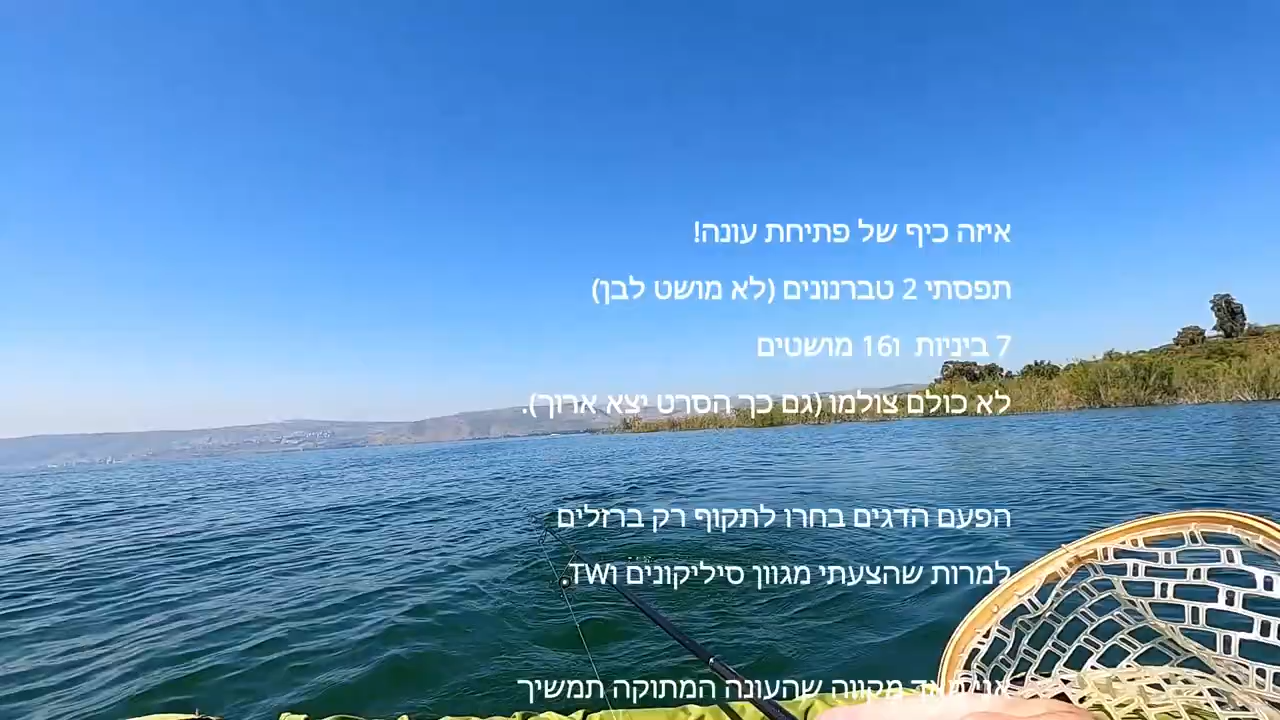 איזה כיף של פתיחת עונה!
תפסתי 2 טברנונים (לא מושט לבן)
7 ביניות ו16 מושטים
לא כולם צולמו (גם כך הסרט יצא ארוך).
הפעם הדגים בחרו לתקוף רק ברזלים
למרות שהצעתי מגוון סיליקונים וTW.
אני מאד מקווה שהעונה המתוקה תמשיך